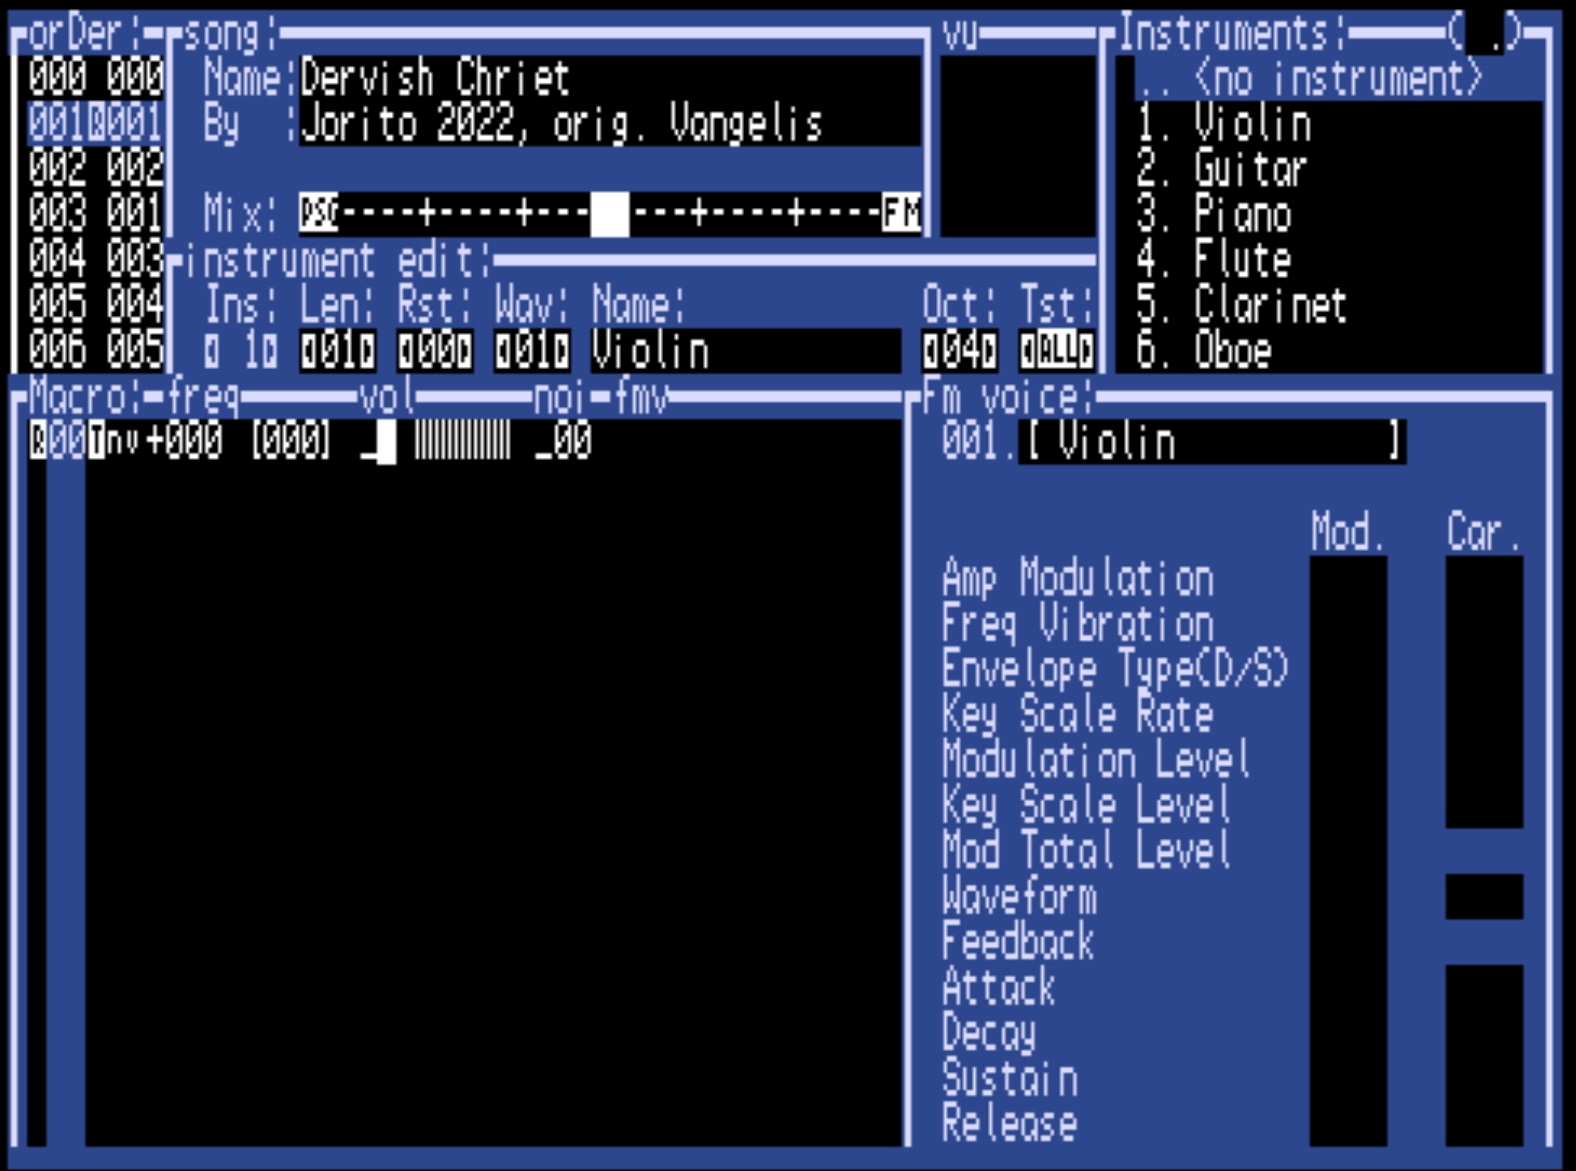 orDer: song: vu Instruments: ( .)
000 000 Name: Dervish Chriet .. <no instrument>
001 001 By : Jorito 2022, orig. Vangelis 1. Violin
002 002 2. Guitar
003 001 Mix: PSG----+----+--- ---+----+----FM 3. Piano
004 003 instrument edit: 4. Flute
005 004 Ins: Len: Rst: Wav: Name: Oct: Tst: 5. Clarinet
006 005 1 01 00 01 Violin 04 ALL 6. Oboe
Macro: freq vol noi fmv Fm voice:
R00Tnv+000 [000] _ _00 001.[ Violin ]
Mod. Car.
Amp Modulation
Freq Vibration
Envelope Type(D/S)
Key Scale Rate
Modulation Level
Key Scale Level
Mod Total Level
Waveform
Feedback
Attack
Decay
Sustain
Release